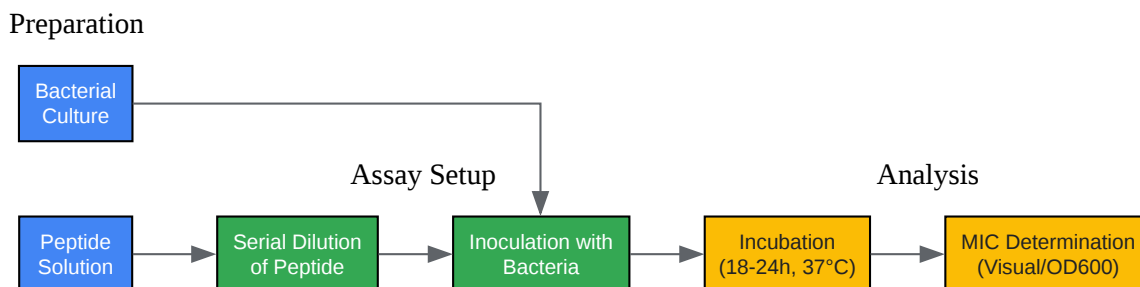 Preparation
Bacterial
Culture
Assay Setup
Analysis
Peptide
Solution
Serial Dilution
of Peptide
Inoculation with
Bacteria
Incubation
(18-24h, 37°C)
MIC Determination
(Visual/OD600)